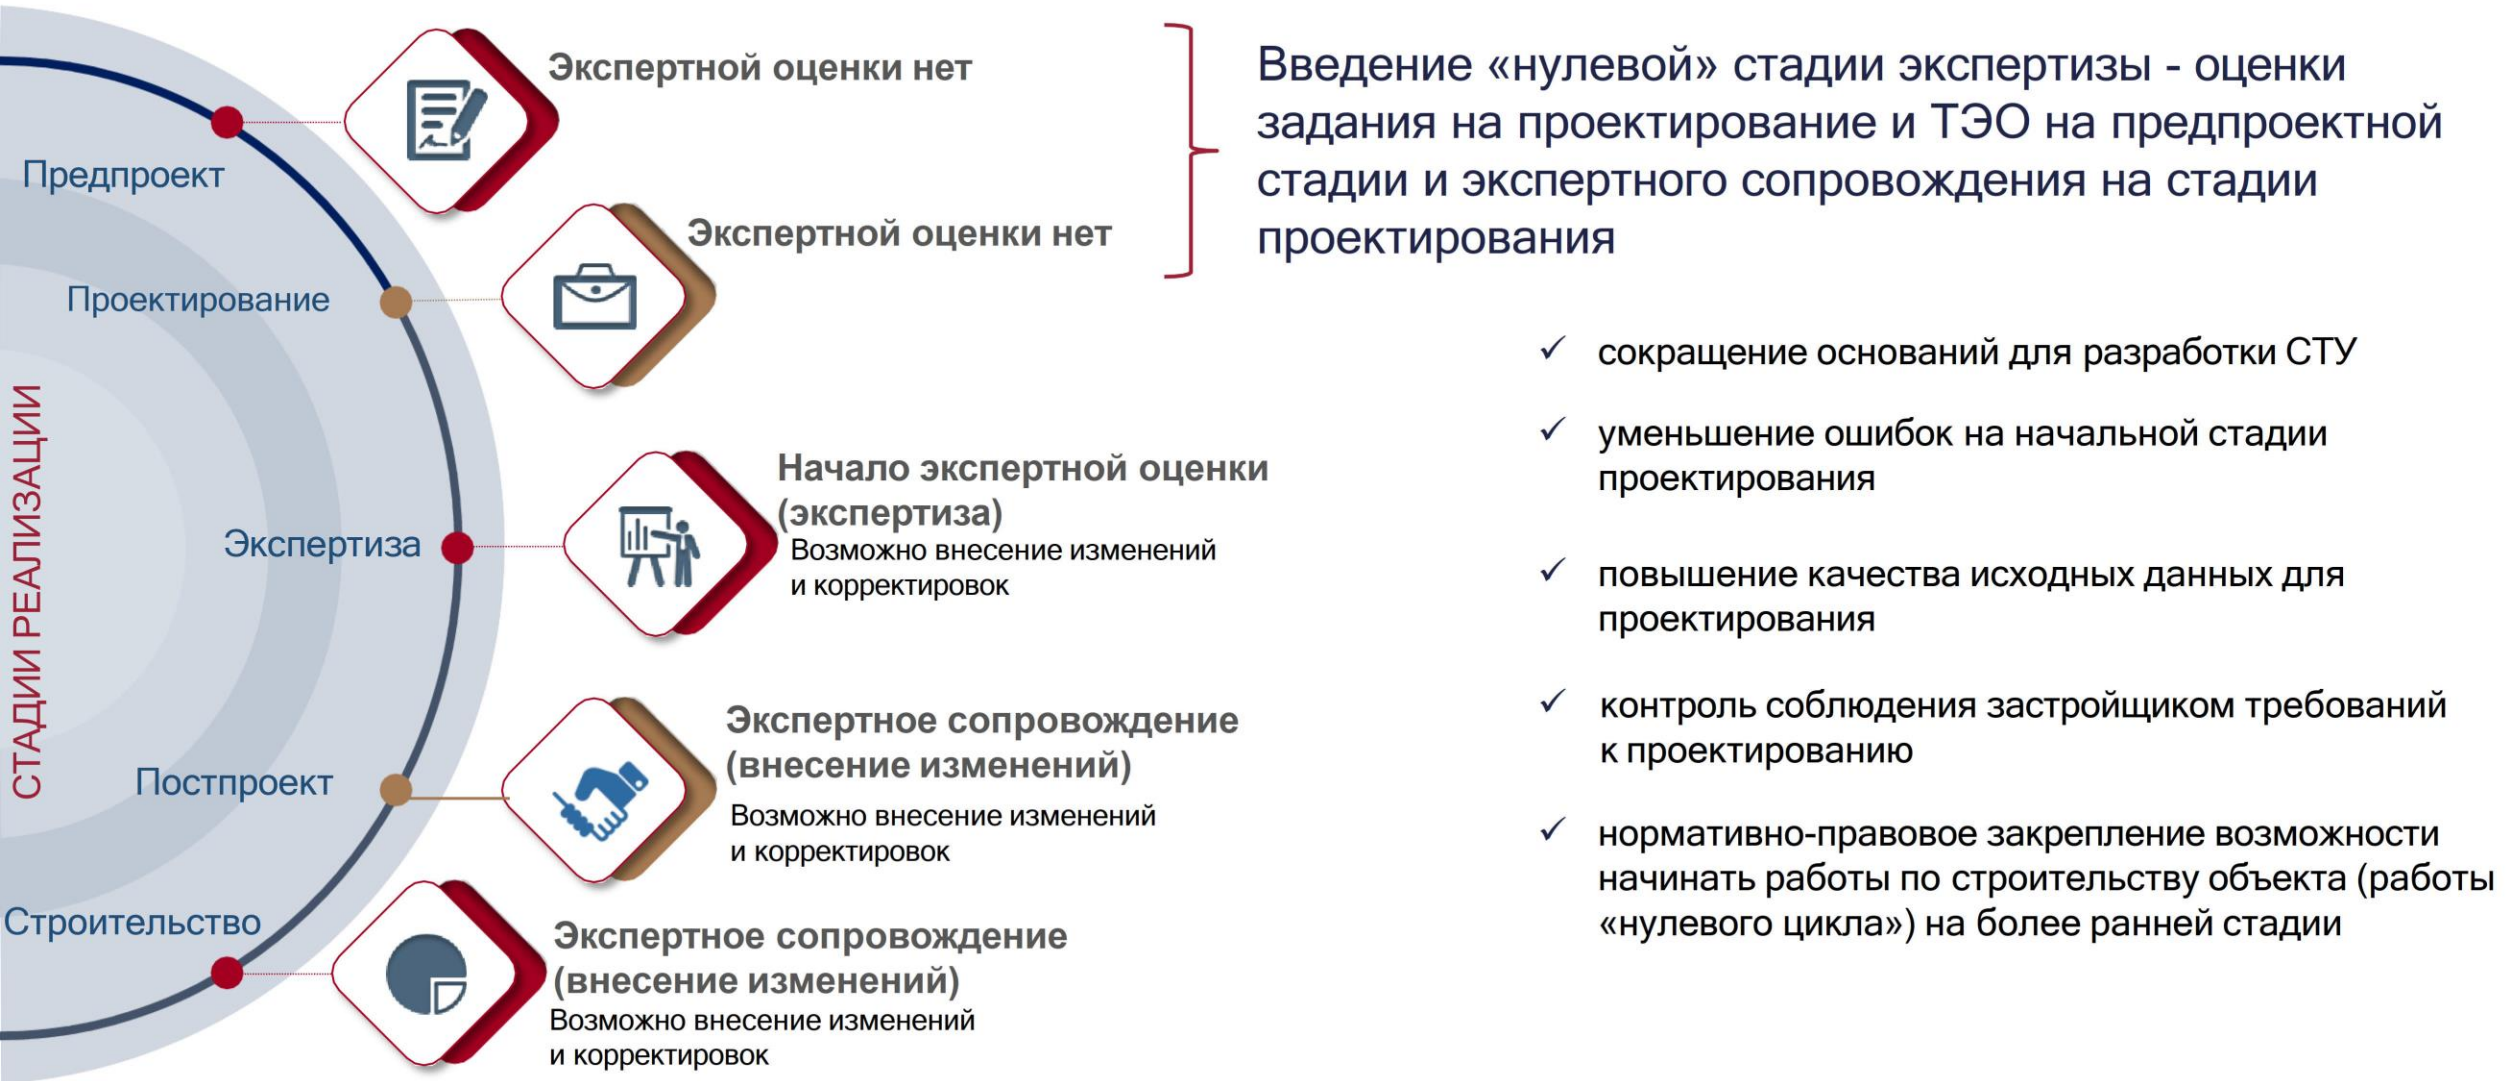 СТАДИИ РЕАЛИЗАЦИИ
Предпроект
Экспертной оценки нет
Проектирование
Экспертной оценки нет
Экспертиза
Начало экспертной оценки
(экспертиза)
Возможно внесение изменений
и корректировок
Постпроект
Экспертное сопровождение
(внесение изменений)
Возможно внесение изменений
и корректировок
Строительство
Экспертное сопровождение
(внесение изменений)
Возможно внесение изменений
и корректировок
Введение «нулевой» стадии экспертизы - оценки
задания на проектирование и ТЭО на предпроектной
стадии и экспертного сопровождения на стадии
проектирования
✓ сокращение оснований для разработки СТУ
✓ уменьшение ошибок на начальной стадии
проектирования
✓ повышение качества исходных данных для
проектирования
✓ контроль соблюдения застройщиком требований
к проектированию
✓ нормативно-правовое закрепление возможности
начинать работы по строительству объекта (работы
«нулевого цикла») на более ранней стадии